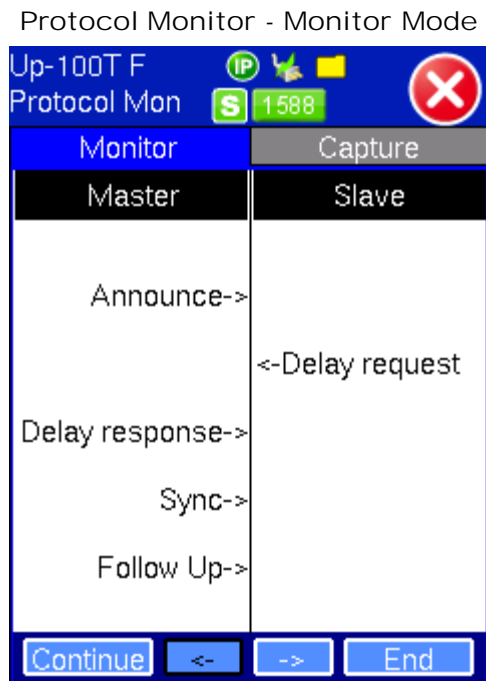 Protocol Monitor - Monitor Mode
Up-100T F IP
Protocol Mon S 1588
Monitor Capture
Master Slave
Announce->
<-Delay request
Delay response->
Sync->
Follow Up->
Continue <- -> End